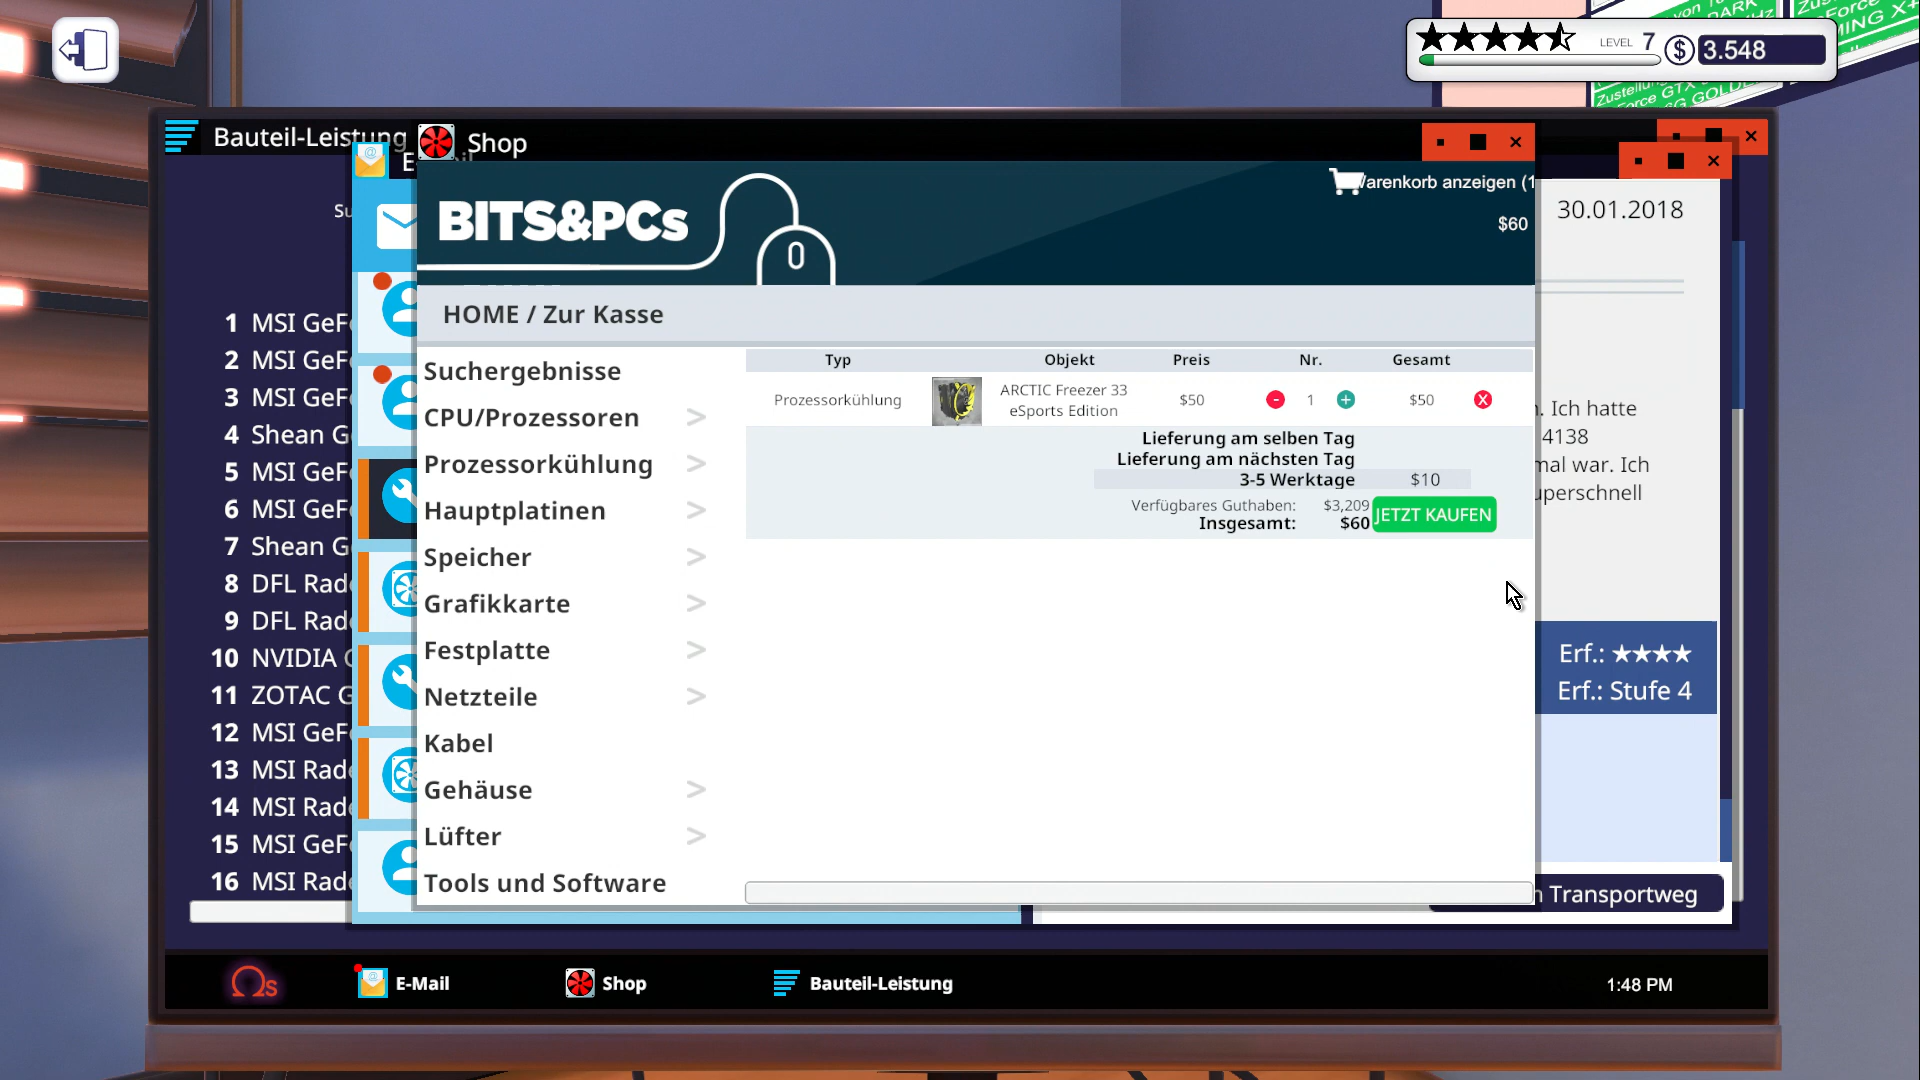 LEVEL 7
$ 3.548
Bauteil-Leistung
Shop
BITS&PCs
arenkorb anzeigen (1
$60
30.01.2018
HOME / Zur Kasse
Suchergebnisse
CPU/Prozessoren >
Prozessorkühlung >
Hauptplatinen >
Speicher >
Grafikkarte >
Festplatte >
Netzteile >
Kabel
Gehäuse >
Lüfter >
Tools und Software
Typ Objekt Preis Nr. Gesamt
Prozessorkühlung ARCTIC Freezer 33 eSports Edition $50 - 1 + $50 X
Lieferung am selben Tag
Lieferung am nächsten Tag
3-5 Werktage $10
Verfügbares Guthaben: $3,209
Insgesamt: $60
JETZT KAUFEN
1 MSI GeF
2 MSI GeF
3 MSI GeF
4 Shean G
5 MSI GeF
6 MSI GeF
7 Shean G
8 DFL Rad
9 DFL Rad
10 NVIDIA
11 ZOTAC
12 MSI GeF
13 MSI Rad
14 MSI Rad
15 MSI GeF
16 MSI Rad
. Ich hatte
4138
mal war. Ich
uperschnell
Erf.: ★★★★
Erf.: Stufe 4
Transportweg
E-Mail
Shop
Bauteil-Leistung
1:48 PM